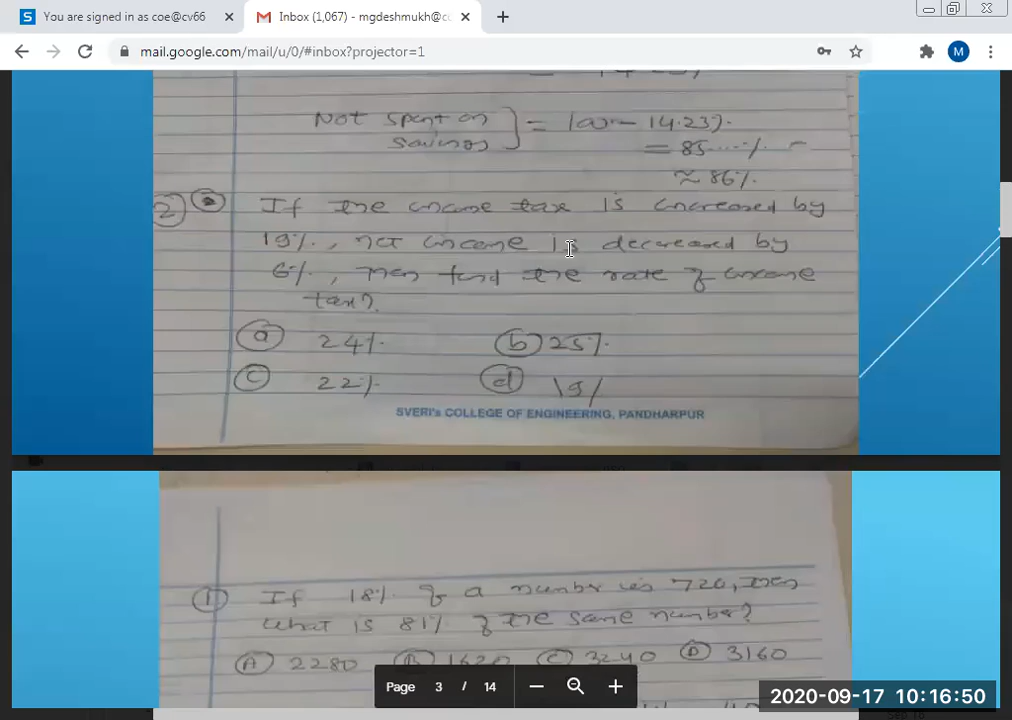 You are signed in as coe@cv66
Inbox (1,067) - mgdeshmukh@co
mail.google.com/mail/u/0/#inbox?projector=1
M
Not spent on
savings
= 100 - 14.23%.
= 85.....%
≈ 86%.
2) If the income tax is increased by
19%, net income is decreased by
6%, then find the rate of income
tax?
a 24% b 25%.
c 22% d 19%
SVERI's COLLEGE OF ENGINEERING, PANDHARPUR
1) If 18% of a number is 720, then
what is 81% of the same number?
A 2280 B 1620 C 3240 D 3160
Page 3 / 14
2020-09-17 10:16:50